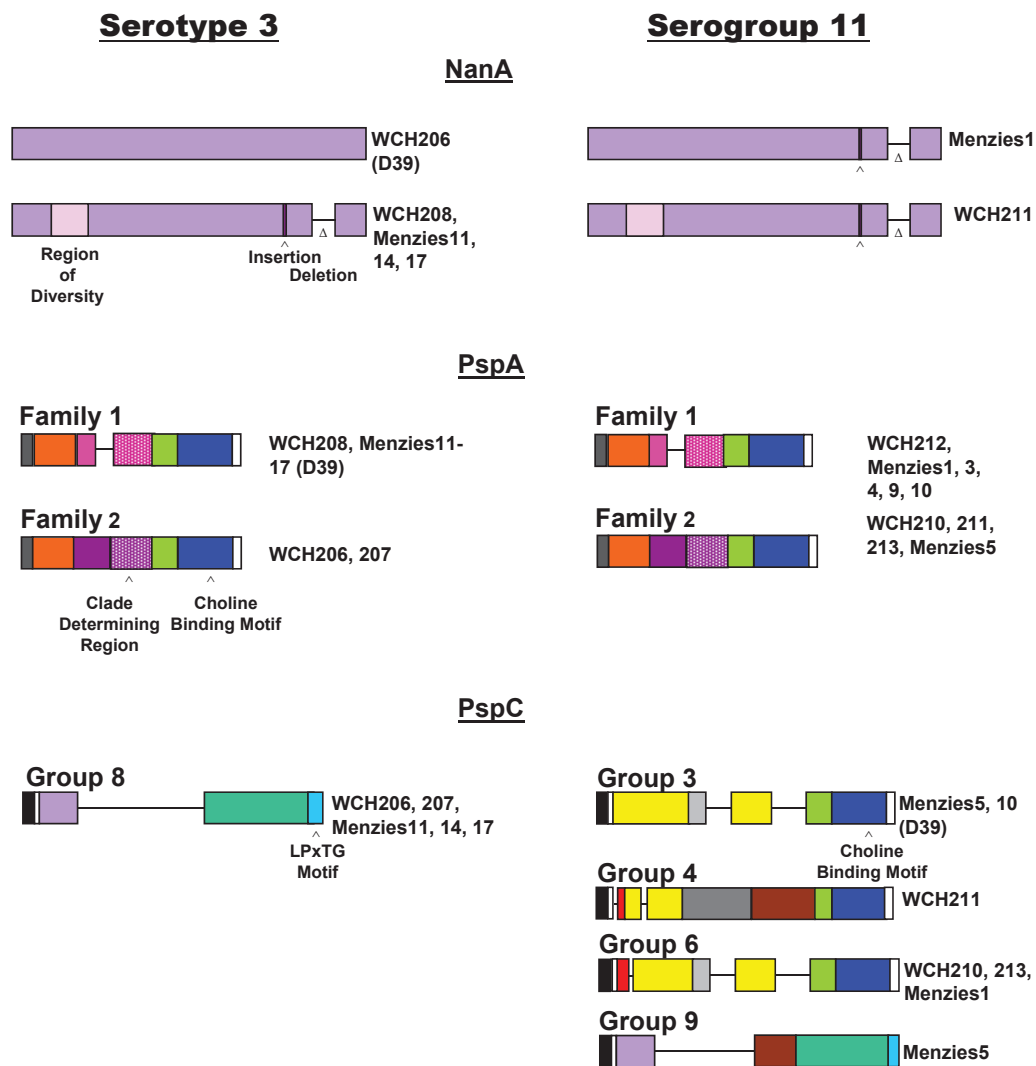 Serotype 3
Serogroup 11
NanA
WCH206
(D39)
Menzies1
^
Δ
WCH208,
Menzies11,
14, 17
WCH211
^
Δ
^
Δ
Region
of
Diversity
Insertion
Deletion
PspA
Family 1
WCH208, Menzies11-
17 (D39)
Family 1
WCH212,
Menzies1, 3,
4, 9, 10
Family 2
WCH206, 207
^
^
Clade
Determining
Region
Choline
Binding Motif
Family 2
WCH210, 211,
213, Menzies5
PspC
Group 8
WCH206, 207,
Menzies11, 14, 17
^
LPxTG
Motif
Group 3
Menzies5, 10
(D39)
^
Choline
Binding Motif
Group 4
WCH211
Group 6
WCH210, 213,
Menzies1
Group 9
Menzies5